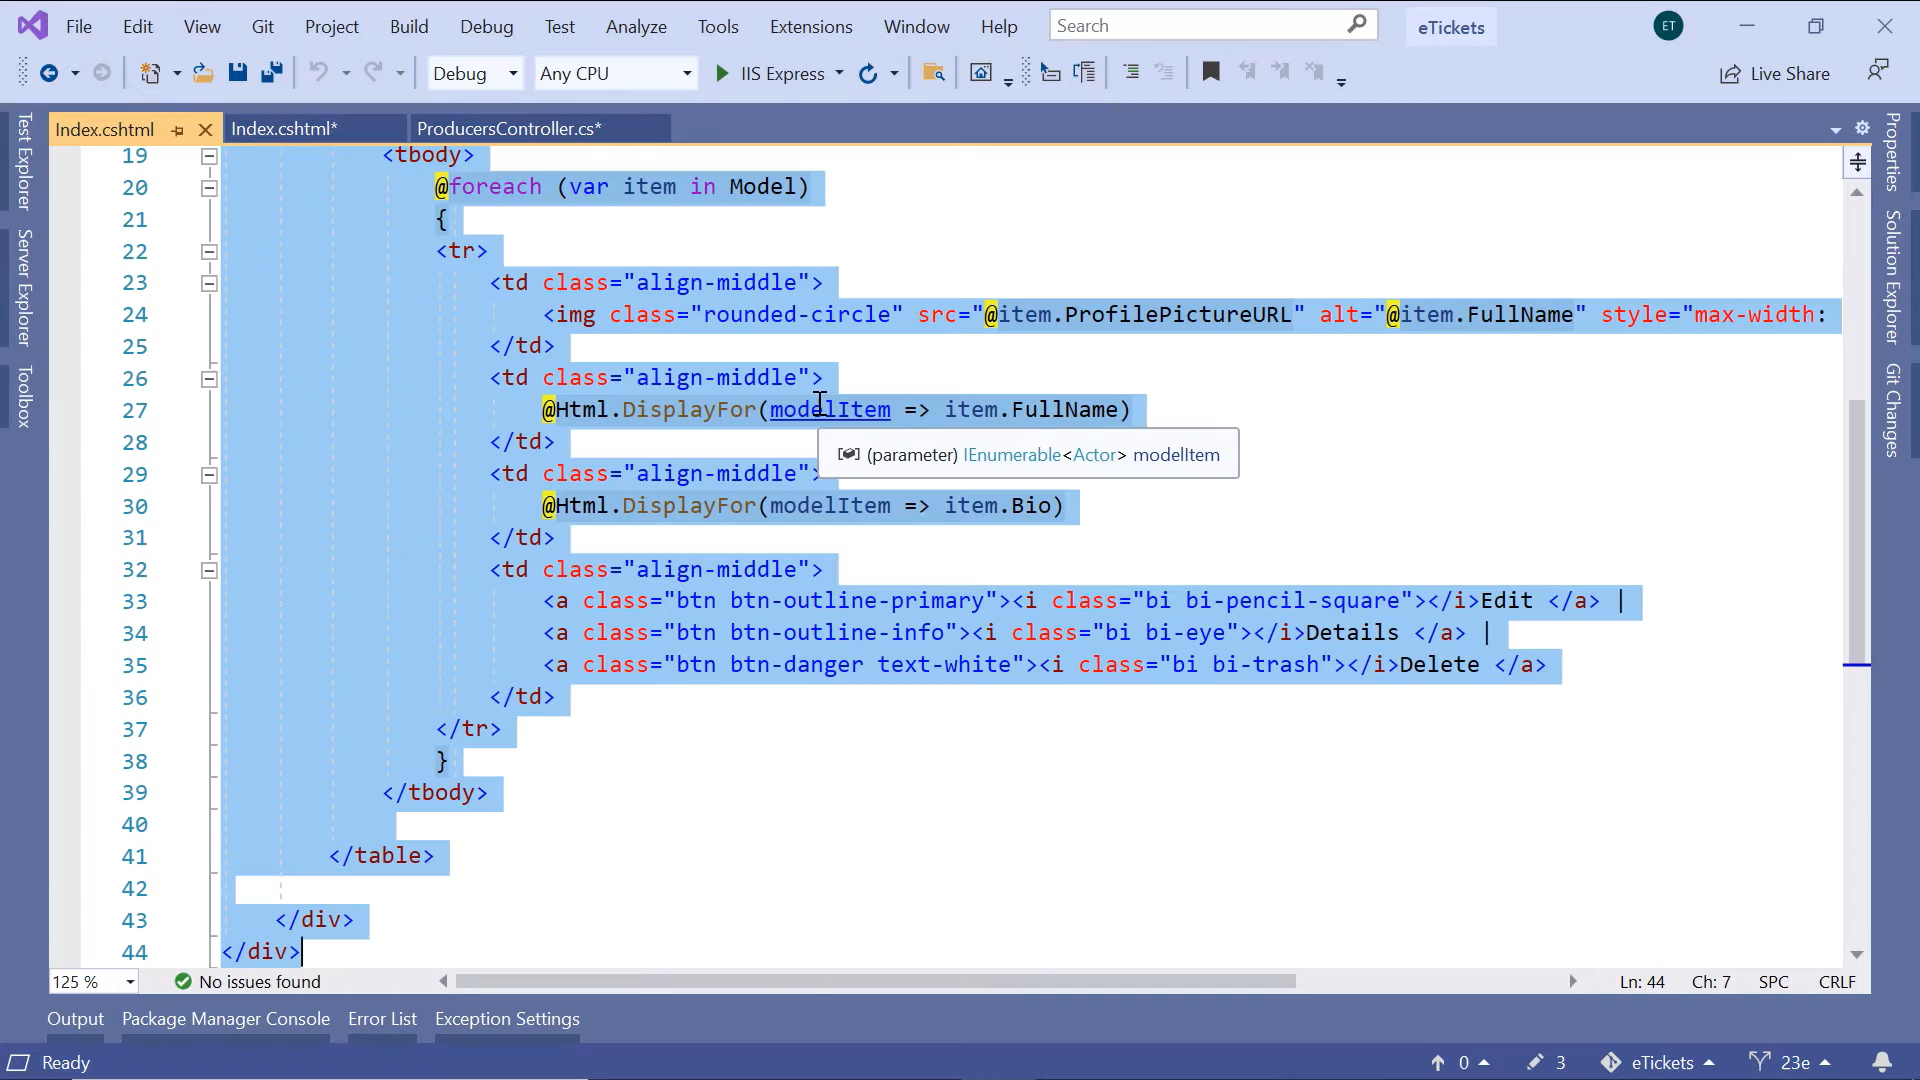 File Edit View Git Project Build Debug Test Analyze Tools Extensions Window Help Search eTickets ET
Debug Any CPU IIS Express Live Share
Index.cshtml Index.cshtml* ProducersController.cs*
Test Explorer
Server Explorer
Toolbox
19 <tbody>
20 @foreach (var item in Model)
21 {
22 <tr>
23 <td class="align-middle">
24 <img class="rounded-circle" src="@item.ProfilePictureURL" alt="@item.FullName" style="max-width:
25 </td>
26 <td class="align-middle">
27 @Html.DisplayFor(modelItem => item.FullName)
28 </td>
(parameter) IEnumerable<Actor> modelItem
29 <td class="align-middle">
30 @Html.DisplayFor(modelItem => item.Bio)
31 </td>
32 <td class="align-middle">
33 <a class="btn btn-outline-primary"><i class="bi bi-pencil-square"></i>Edit </a> |
34 <a class="btn btn-outline-info"><i class="bi bi-eye"></i>Details </a> |
35 <a class="btn btn-danger text-white"><i class="bi bi-trash"></i>Delete </a>
36 </td>
37 </tr>
38 }
39 </tbody>
40
41 </table>
42
43 </div>
44 </div>
Properties
Solution Explorer
Git Changes
125 % No issues found Ln: 44 Ch: 7 SPC CRLF
Output Package Manager Console Error List Exception Settings
Ready 0 3 eTickets 23e